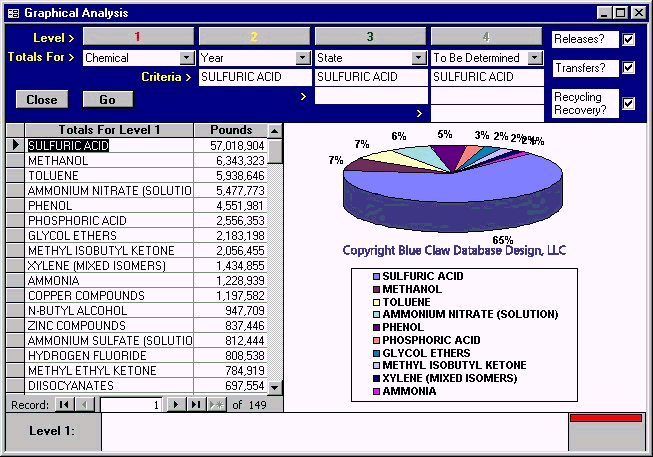 Graphical Analysis
Level > 1 2 3 4
Totals For > Chemical Year State To Be Determined
Criteria > SULFURIC ACID SULFURIC ACID SULFURIC ACID
>
>
Close Go
Releases?
Transfers?
Recycling
Recovery?
Totals For Level 1 Pounds
SULFURIC ACID 57,018,904
METHANOL 6,343,323
TOLUENE 5,938,646
AMMONIUM NITRATE (SOLUTIO 5,477,773
PHENOL 4,551,981
PHOSPHORIC ACID 2,556,353
GLYCOL ETHERS 2,183,198
METHYL ISOBUTYL KETONE 2,056,455
XYLENE (MIXED ISOMERS) 1,434,855
AMMONIA 1,228,939
COPPER COMPOUNDS 1,197,582
N-BUTYL ALCOHOL 947,709
ZINC COMPOUNDS 837,446
AMMONIUM SULFATE (SOLUTIO 812,444
HYDROGEN FLUORIDE 808,538
METHYL ETHYL KETONE 784,919
DIISOCYANATES 697,554
Record: 1 of 149
7% 7% 6% 5% 3% 2% 2%
65%
Copyright Blue Claw Database Design, LLC
SULFURIC ACID
METHANOL
TOLUENE
AMMONIUM NITRATE (SOLUTION)
PHENOL
PHOSPHORIC ACID
GLYCOL ETHERS
METHYL ISOBUTYL KETONE
XYLENE (MIXED ISOMERS)
AMMONIA
Level 1: